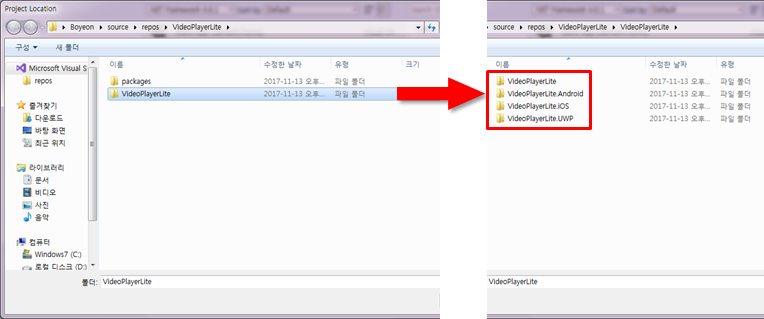 Project Location
Boyeon ▸ source ▸ repos ▸ VideoPlayerLite ▸
구성 ▾ 새 폴더
Microsoft Visual S
repos
즐겨찾기
다운로드
바탕 화면
최근 위치
라이브러리
문서
비디오
사진
음악
컴퓨터
Windows7 (C:)
로컬 디스크 (D:)
이름 수정한 날짜 유형 크기
packages 2017-11-13 오후... 파일 폴더
VideoPlayerLite 2017-11-13 오후... 파일 폴더
폴더: VideoPlayerLite
source ▸ repos ▸ VideoPlayerLite ▸ VideoPlayerLite ▸
이름 수정한 날짜 유형
VideoPlayerLite 2017-11-13 오후... 파일 폴더
VideoPlayerLite.Android 2017-11-13 오후... 파일 폴더
VideoPlayerLite.iOS 2017-11-13 오후... 파일 폴더
VideoPlayerLite.UWP 2017-11-13 오후... 파일 폴더
VideoPlayerLite